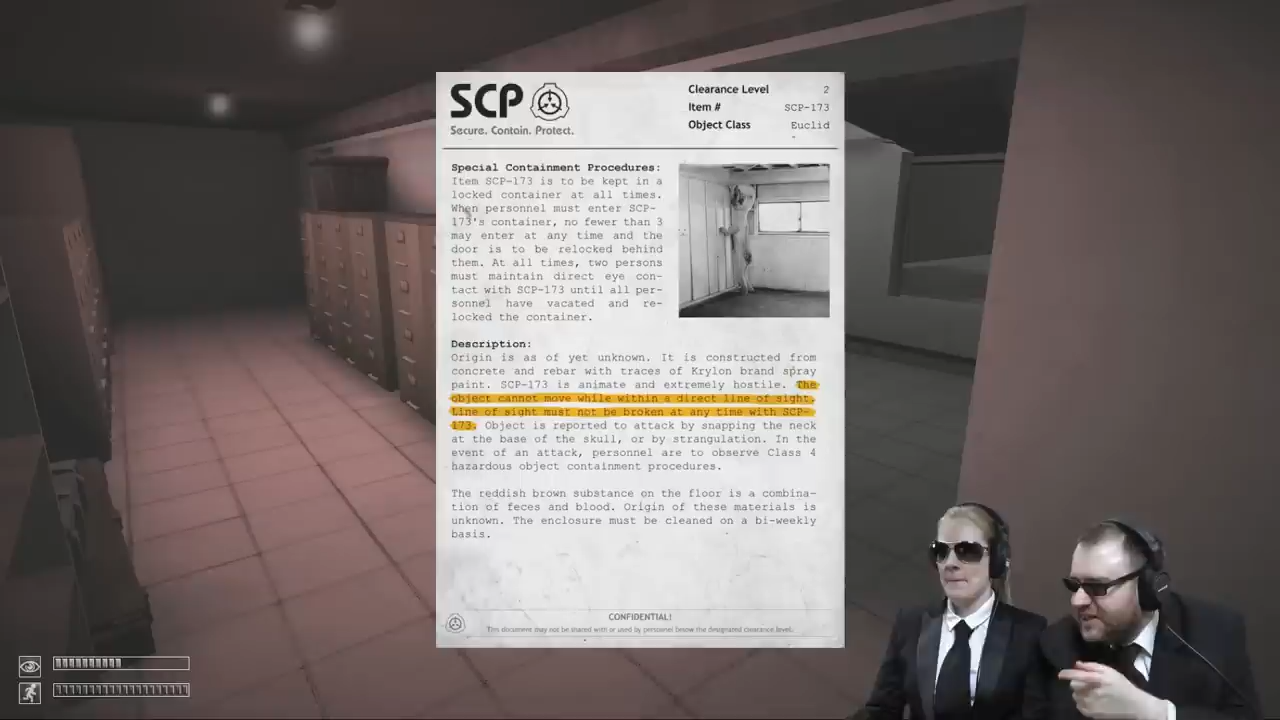 SCP
Secure. Contain. Protect.
Clearance Level 2
Item # SCP-173
Object Class Euclid
Special Containment Procedures:
Item SCP-173 is to be kept in a
locked container at all times.
When personnel must enter SCP-
173's container, no fewer than 3
may enter at any time and the
door is to be relocked behind
them. At all times, two persons
must maintain direct eye con-
tact with SCP-173 until all per-
sonnel have vacated and re-
locked the container.
Description:
Origin is as of yet unknown. It is constructed from
concrete and rebar with traces of Krylon brand spray
paint. SCP-173 is animate and extremely hostile. The
object cannot move while within a direct line of sight.
Line of sight must not be broken at any time with SCP-
173. Object is reported to attack by snapping the neck
at the base of the skull, or by strangulation. In the
event of an attack, personnel are to observe Class 4
hazardous object containment procedures.
The reddish brown substance on the floor is a combina-
tion of feces and blood. Origin of these materials is
unknown. The enclosure must be cleaned on a bi-weekly
basis.
CONFIDENTIAL!
This document may not be shared with or used by personnel below the designated clearance level.